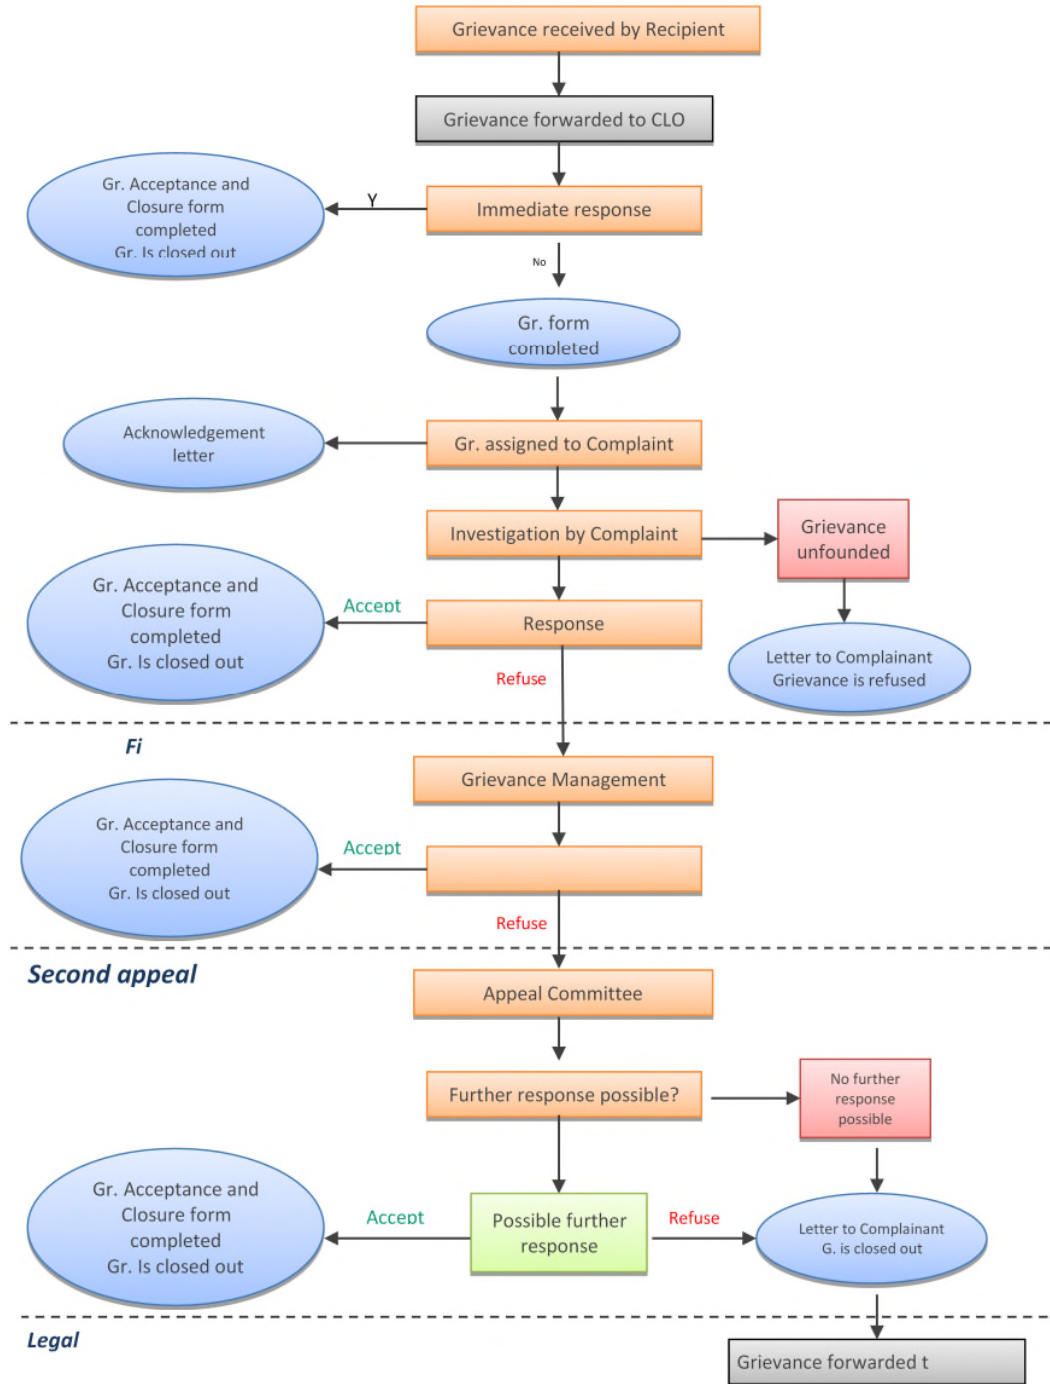 Grievance received by Recipient
Grievance forwarded to CLO
Gr. Acceptance and
Closure form
completed
Gr. Is closed out
Y
Immediate response
No
Gr. form
completed
Acknowledgement
letter
Gr. assigned to Complaint
Investigation by Complaint
Grievance
unfounded
Gr. Acceptance and
Closure form
completed
Gr. Is closed out
Accept
Response
Letter to Complainant
Grievance is refused
Refuse
Fi
Grievance Management
Gr. Acceptance and
Closure form
completed
Gr. Is closed out
Accept
Refuse
Second appeal
Appeal Committee
Further response possible?
No further
response
possible
Gr. Acceptance and
Closure form
completed
Gr. Is closed out
Accept
Possible further
response
Refuse
Letter to Complainant
G. is closed out
Legal
Grievance forwarded t